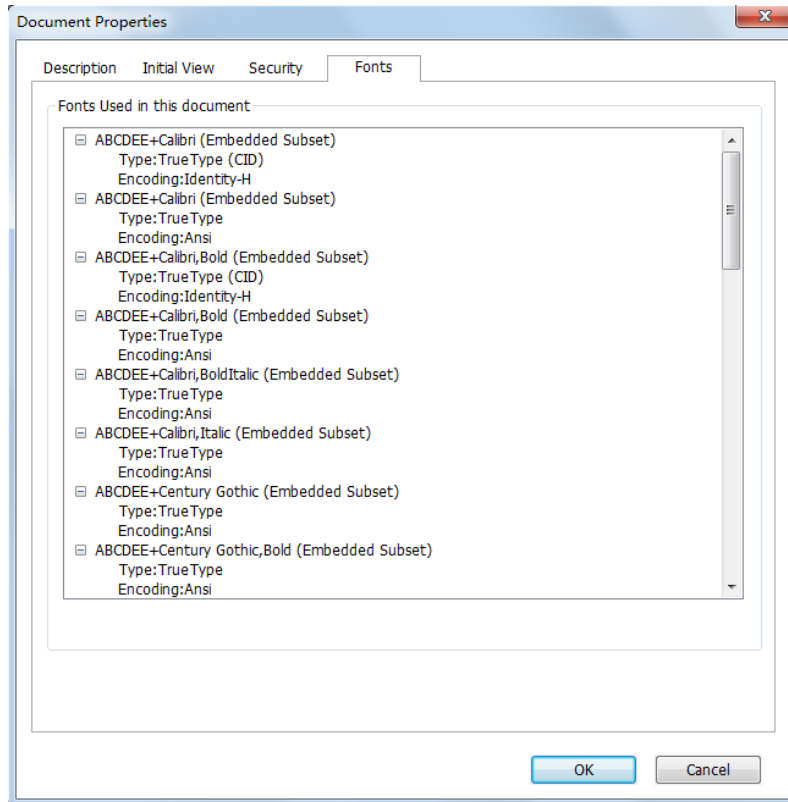 Document Properties
Description Initial View Security Fonts
Fonts Used in this document
ABCDEE+Calibri (Embedded Subset)
Type:TrueType (CID)
Encoding:Identity-H
ABCDEE+Calibri (Embedded Subset)
Type:TrueType
Encoding:Ansi
ABCDEE+Calibri,Bold (Embedded Subset)
Type:TrueType (CID)
Encoding:Identity-H
ABCDEE+Calibri,Bold (Embedded Subset)
Type:TrueType
Encoding:Ansi
ABCDEE+Calibri,BoldItalic (Embedded Subset)
Type:TrueType
Encoding:Ansi
ABCDEE+Calibri,Italic (Embedded Subset)
Type:TrueType
Encoding:Ansi
ABCDEE+Century Gothic (Embedded Subset)
Type:TrueType
Encoding:Ansi
ABCDEE+Century Gothic,Bold (Embedded Subset)
Type:TrueType
Encoding:Ansi
OK Cancel